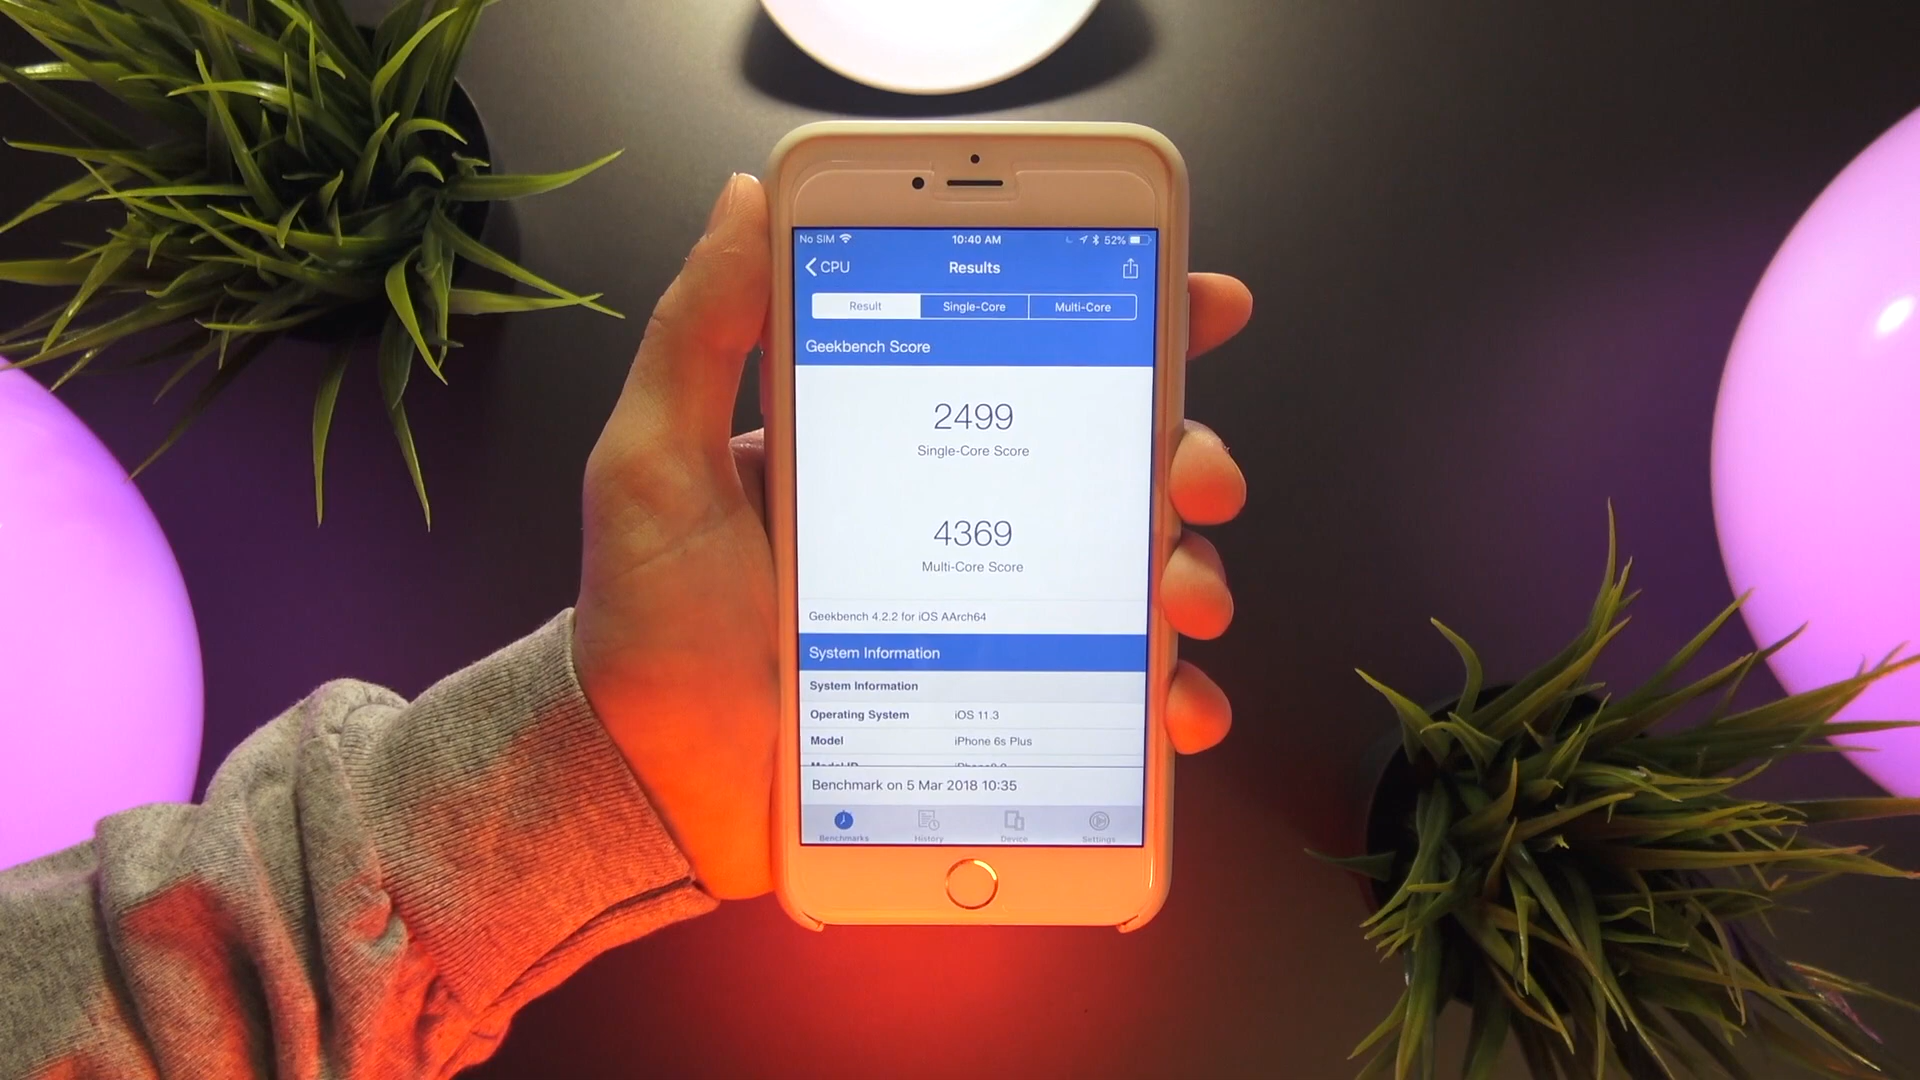 No SIM 10:40 AM 52%
CPU Results
Result Single-Core Multi-Core
Geekbench Score
2499
Single-Core Score
4369
Multi-Core Score
Geekbench 4.2.2 for iOS AArch64
System Information
System Information
Operating System iOS 11.3
Model iPhone 6s Plus
Model ID
Benchmark on 5 Mar 2018 10:35
Benchmarks History Device Settings